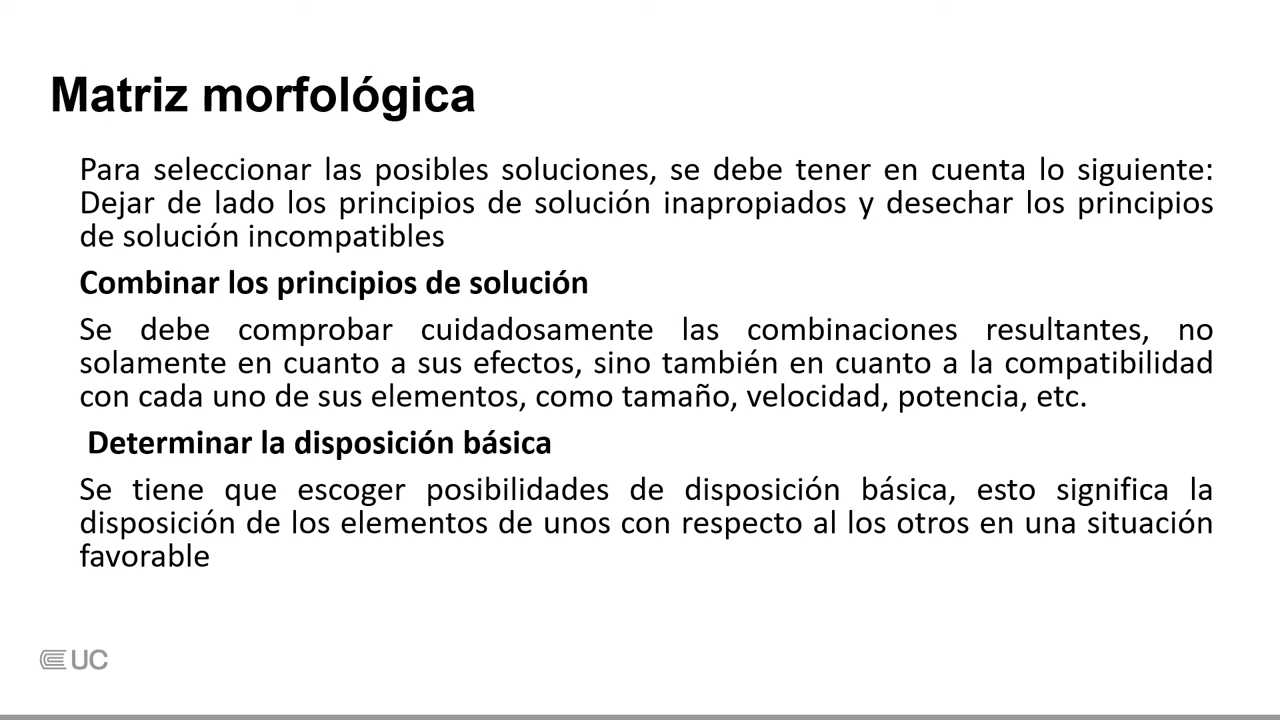 Matriz morfológica
Para seleccionar las posibles soluciones, se debe tener en cuenta lo siguiente:
Dejar de lado los principios de solución inapropiados y desechar los principios
de solución incompatibles
Combinar los principios de solución
Se debe comprobar cuidadosamente las combinaciones resultantes, no
solamente en cuanto a sus efectos, sino también en cuanto a la compatibilidad
con cada uno de sus elementos, como tamaño, velocidad, potencia, etc.
Determinar la disposición básica
Se tiene que escoger posibilidades de disposición básica, esto significa la
disposición de los elementos de unos con respecto al los otros en una situación
favorable
UC